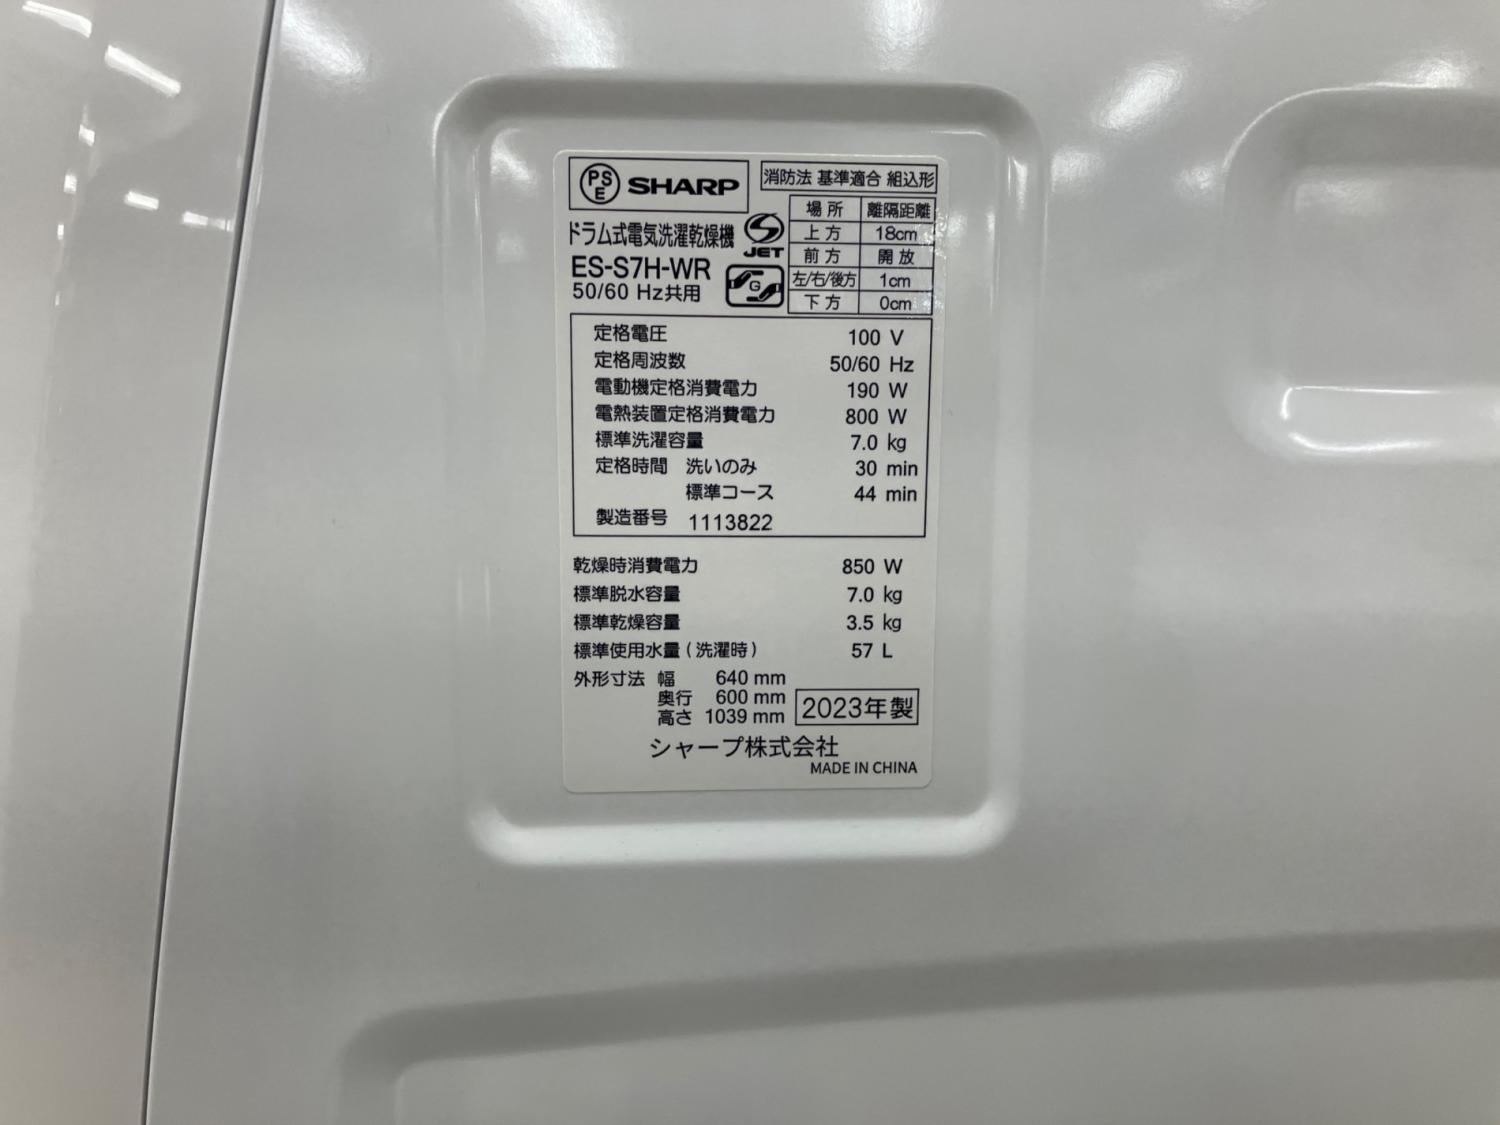 PSE SHARP
消防法 基準適合 組込形
ドラム式電気洗濯乾燥機
ES-S7H-WR
50/60 Hz共用
S JET
G
場所 離隔距離
上方 18cm
前方 開放
左/右/後方 1cm
下方 0cm
定格電圧 100 V
定格周波数 50/60 Hz
電動機定格消費電力 190 W
電熱装置定格消費電力 800 W
標準洗濯容量 7.0 kg
定格時間 洗いのみ 30 min
標準コース 44 min
製造番号 1113822
乾燥時消費電力 850 W
標準脱水容量 7.0 kg
標準乾燥容量 3.5 kg
標準使用水量(洗濯時) 57 L
外形寸法 幅 640 mm
奥行 600 mm
高さ 1039 mm
2023年製
シャープ株式会社
MADE IN CHINA